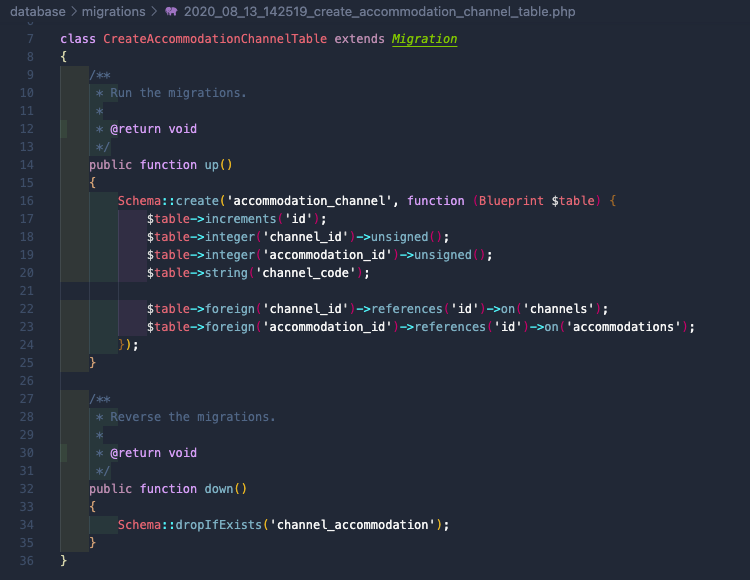 database > migrations > 2020_08_13_142519_create_accommodation_channel_table.php
6
7 class CreateAccommodationChannelTable extends Migration
8 {
9     /**
10      * Run the migrations.
11      *
12      * @return void
13      */
14     public function up()
15     {
16         Schema::create('accommodation_channel', function (Blueprint $table) {
17             $table->increments('id');
18             $table->integer('channel_id')->unsigned();
19             $table->integer('accommodation_id')->unsigned();
20             $table->string('channel_code');
21
22             $table->foreign('channel_id')->references('id')->on('channels');
23             $table->foreign('accommodation_id')->references('id')->on('accommodations');
24         });
25     }
26
27     /**
28      * Reverse the migrations.
29      *
30      * @return void
31      */
32     public function down()
33     {
34         Schema::dropIfExists('channel_accommodation');
35     }
36 }